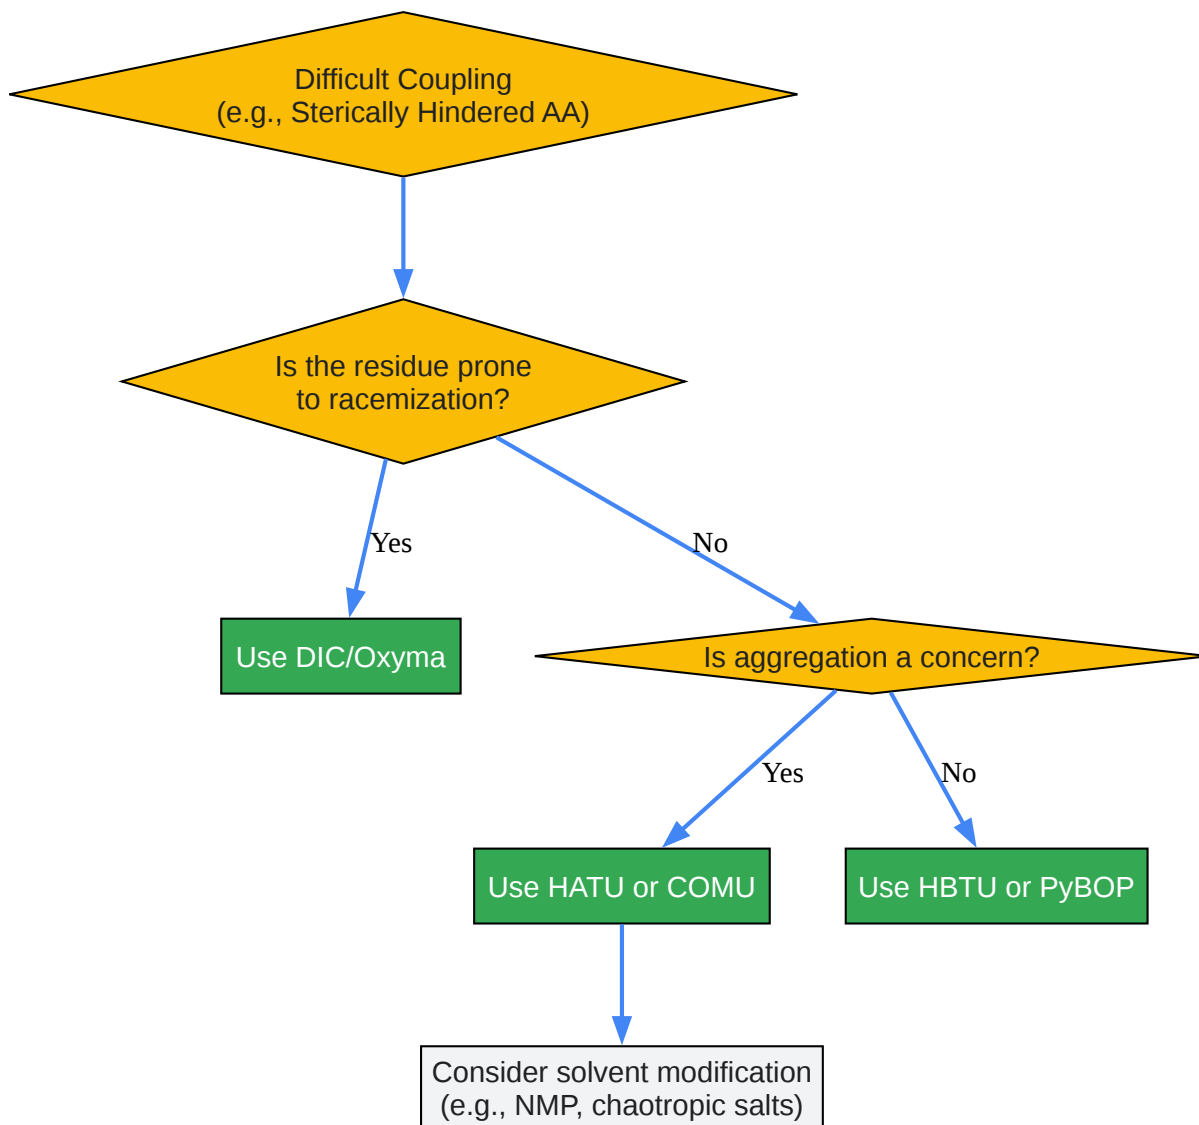 Difficult Coupling
(e.g., Sterically Hindered AA)
Is the residue prone
to racemization?
Yes
No
Use DIC/Oxyma
Is aggregation a concern?
Yes
No
Use HATU or COMU
Use HBTU or PyBOP
Consider solvent modification
(e.g., NMP, chaotropic salts)